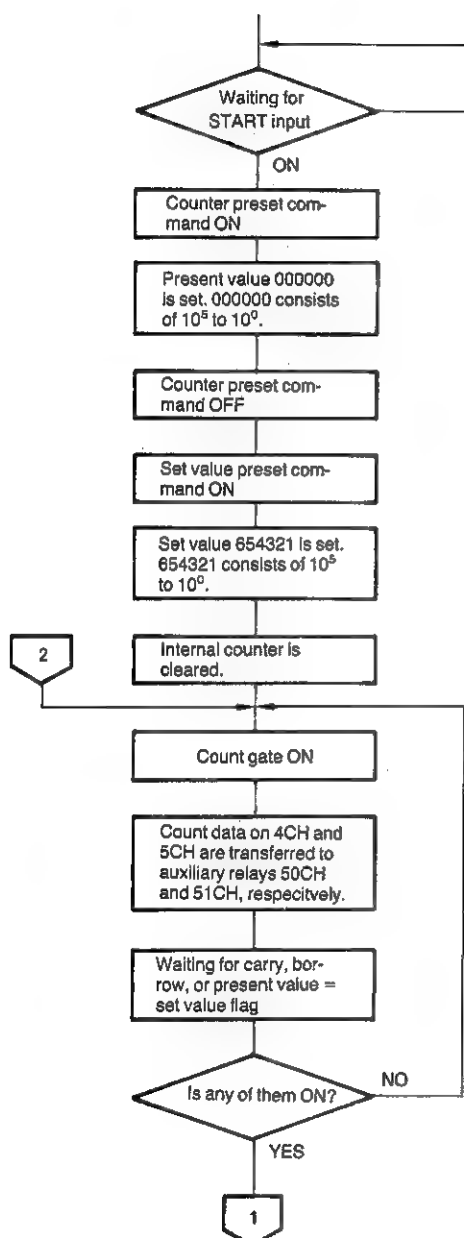 Waiting for
START input
ON
Counter preset com-
mand ON
Present value 000000
is set. 000000 consists
of 10⁵ to 10⁰.
Counter preset com-
mand OFF
Set value preset com-
mand ON
Set value 654321 is set.
654321 consists of 10⁵
to 10⁰.
Internal counter is
cleared.
2
Count gate ON
Count data on 4CH and
5CH are transferred to
auxiliary relays 50CH
and 51CH, respecitvely.
Waiting for carry, bor-
row, or present value =
set value flag
Is any of them ON?
NO
YES
1